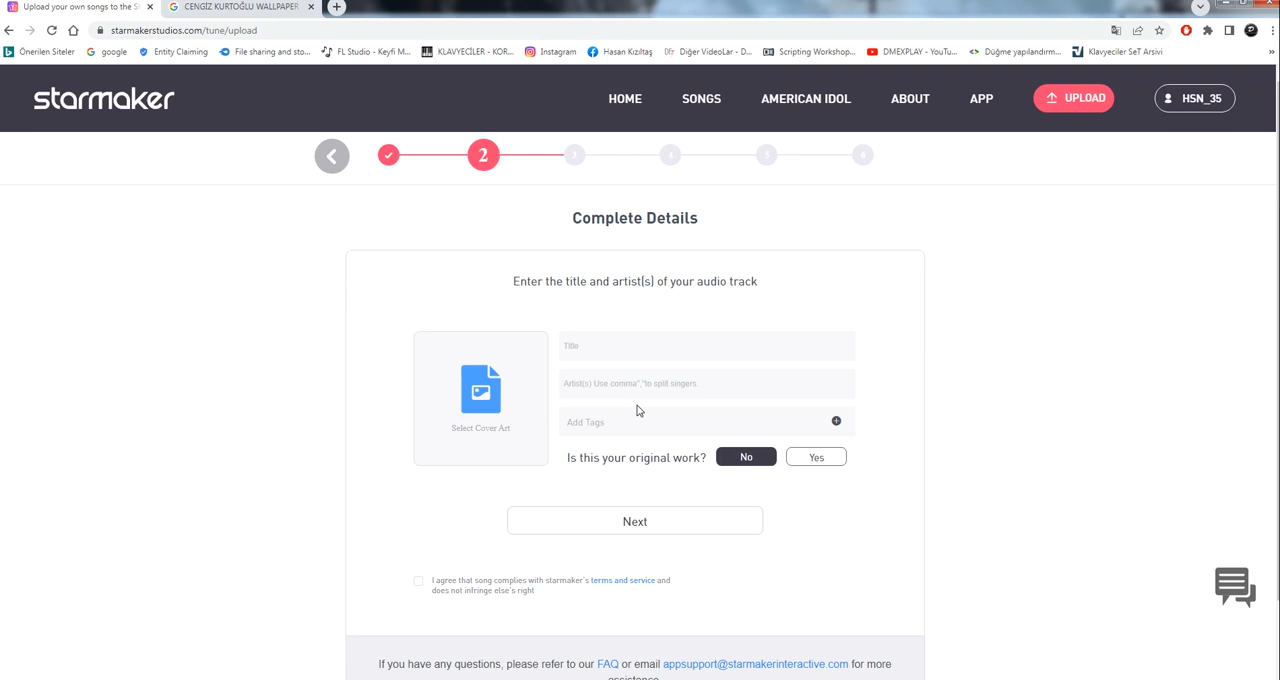 Upload your own songs to the S
CENGİZ KURTOĞLU WALLPAPER
starmakerstudios.com/tune/upload
Önerilen Siteler
google
Entity Claiming
File sharing and sto...
FL Studio - Keyfi M...
KLAVYECİLER - KOR...
Instagram
Hasan Kızıltaş
Diğer VideoLar - D...
Scripting Workshop...
DMEXPLAY - YouTu...
Düğme yapılandırm...
Klavyeciler SeT Arsivi
starmaker
HOME
SONGS
AMERICAN IDOL
ABOUT
APP
UPLOAD
HSN_35
2
3
4
5
6
Complete Details
Enter the title and artist(s) of your audio track
Select Cover Art
Title
Artist(s) Use comma","to split singers.
Add Tags
Is this your original work? No Yes
Next
I agree that song complies with starmaker's terms and service and
does not infringe else's right
If you have any questions, please refer to our FAQ or email appsupport@starmakerinteractive.com for more
assistance